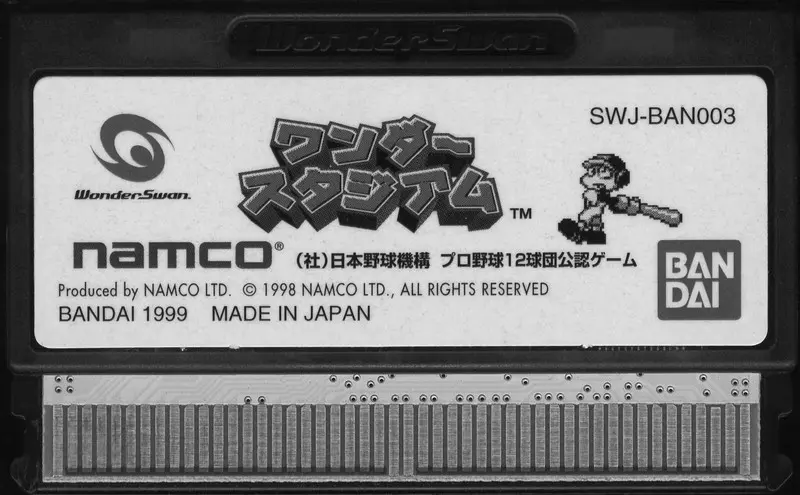 WonderSwan
SWJ-BAN003
ワンダー
スタジアム™
WonderSwan.
namco® (社)日本野球機構 プロ野球12球団公認ゲーム
BAN
DAI
Produced by NAMCO LTD. © 1998 NAMCO LTD., ALL RIGHTS RESERVED
BANDAI 1999 MADE IN JAPAN